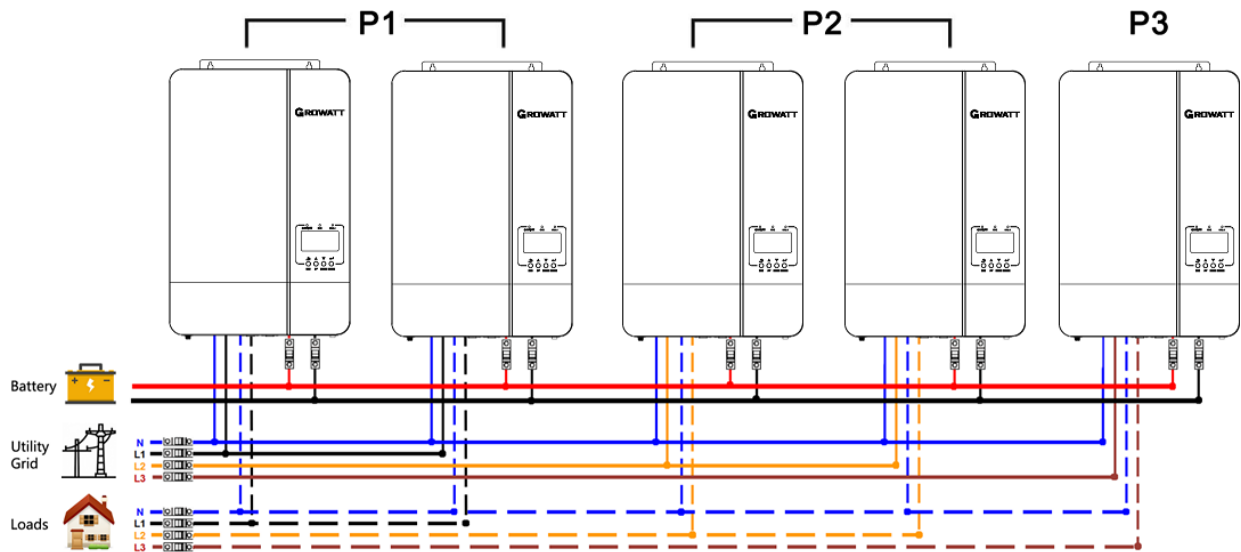 P1 P2 P3
GROWATT GROWATT GROWATT GROWATT GROWATT
Battery
Utility
Grid
N
L1
L2
L3
Loads
N
L1
L2
L3